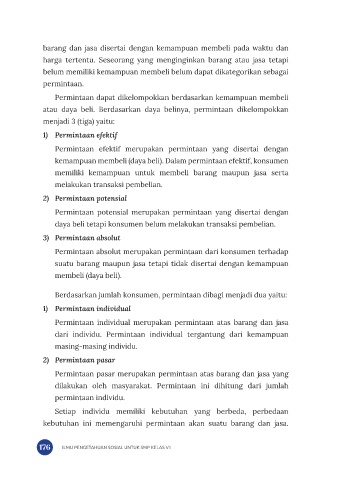 barang dan jasa disertai dengan kemampuan membeli pada waktu dan
harga tertentu. Seseorang yang menginginkan barang atau jasa tetapi
belum memiliki kemampuan membeli belum dapat dikategorikan sebagai
permintaan.
Permintaan dapat dikelompokkan berdasarkan kemampuan membeli
atau daya beli. Berdasarkan daya belinya, permintaan dikelompokkan
menjadi 3 (tiga) yaitu:
1) Permintaan efektif
Permintaan efektif merupakan permintaan yang disertai dengan
kemampuan membeli (daya beli). Dalam permintaan efektif, konsumen
memiliki kemampuan untuk membeli barang maupun jasa serta
melakukan transaksi pembelian.
2) Permintaan potensial
Permintaan potensial merupakan permintaan yang disertai dengan
daya beli tetapi konsumen belum melakukan transaksi pembelian.
3) Permintaan absolut
Permintaan absolut merupakan permintaan dari konsumen terhadap
suatu barang maupun jasa tetapi tidak disertai dengan kemampuan
membeli (daya beli).
Berdasarkan jumlah konsumen, permintaan dibagi menjadi dua yaitu:
1) Permintaan individual
Permintaan individual merupakan permintaan atas barang dan jasa
dari individu. Permintaan individual tergantung dari kemampuan
masing-masing individu.
2) Permintaan pasar
Permintaan pasar merupakan permintaan atas barang dan jasa yang
dilakukan oleh masyarakat. Permintaan ini dihitung dari jumlah
permintaan individu.
Setiap individu memiliki kebutuhan yang berbeda, perbedaan
kebutuhan ini memengaruhi permintaan akan suatu barang dan jasa.
176 ILMU PENGETAHUAN SOSIAL UNTUK SMP KELAS VII